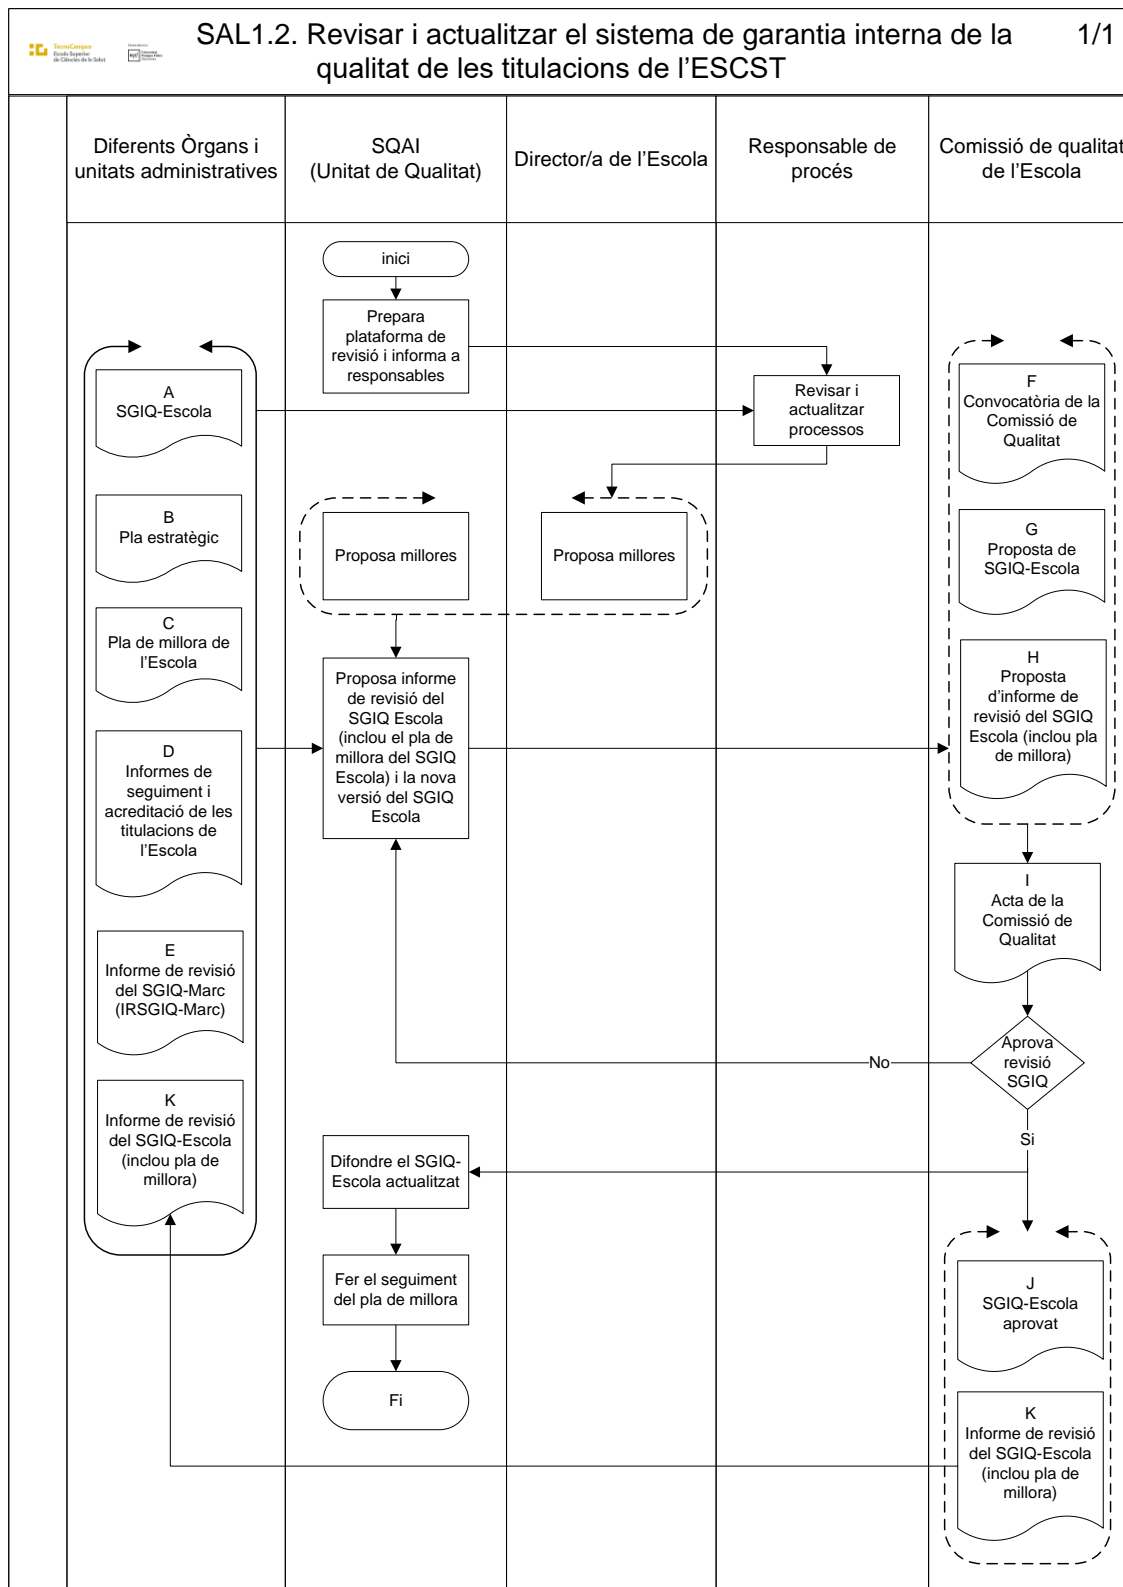 TecnoCampus
Escola Superior
de Ciències de la Salut
SAL1.2. Revisar i actualitzar el sistema de garantia interna de la
qualitat de les titulacions de l’ESCST
1/1
Diferents Òrgans i
unitats administratives
SQAI
(Unitat de Qualitat)
Director/a de l’Escola
Responsable de
procés
Comissió de qualitat
de l’Escola
inici
Prepara
plataforma de
revisió i informa a
responsables
Revisar i
actualitzar
processos
A
SGIQ-Escola
F
Convocatòria de la
Comissió de
Qualitat
B
Pla estratègic
Proposa millores
Proposa millores
G
Proposta de
SGIQ-Escola
C
Pla de millora de
l’Escola
Proposa informe
de revisió del
SGIQ Escola
(inclou el pla de
millora del SGIQ
Escola) i la nova
versió del SGIQ
Escola
H
Proposta
d’informe de
revisió del SGIQ
Escola (inclou pla
de millora)
D
Informes de
seguiment i
acreditació de les
titulacions de
l’Escola
I
Acta de la
Comissió de
Qualitat
E
Informe de revisió
del SGIQ-Marc
(IRSGIQ-Marc)
No
Aprova
revisió
SGIQ
Si
K
Informe de revisió
del SGIQ-Escola
(inclou pla de
millora)
Difondre el SGIQ-
Escola actualitzat
Fer el seguiment
del pla de millora
J
SGIQ-Escola
aprovat
Fi
K
Informe de revisió
del SGIQ-Escola
(inclou pla de
millora)